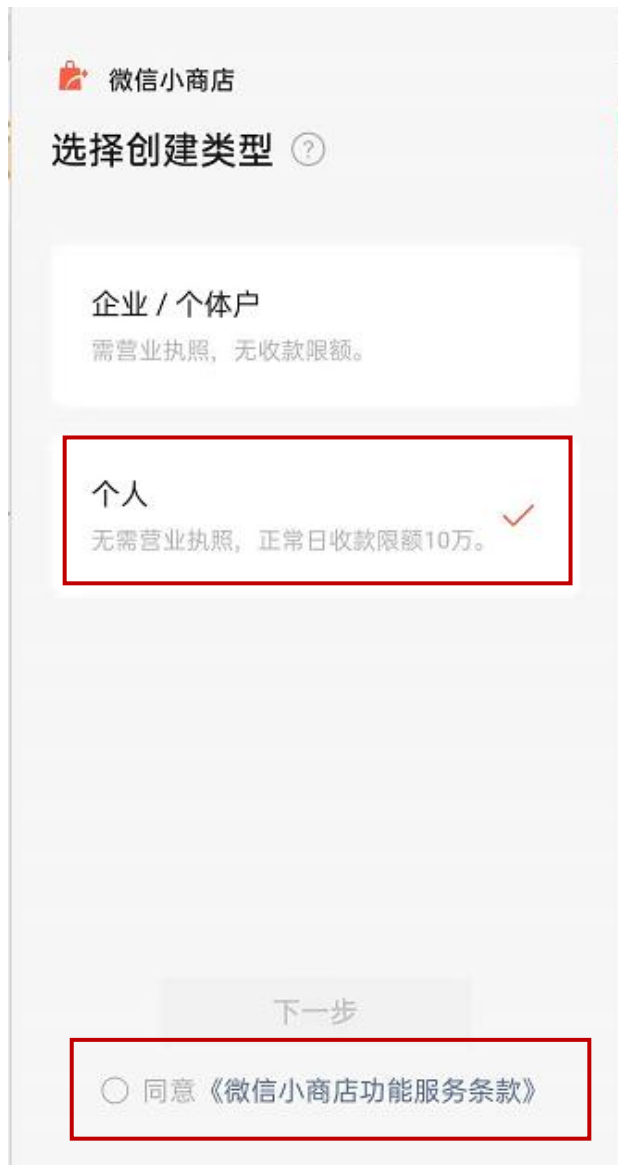 微信小商店
选择创建类型 ?
企业 / 个体户
需营业执照，无收款限额。
个人
无需营业执照，正常日收款限额10万。
下一步
同意《微信小商店功能服务条款》